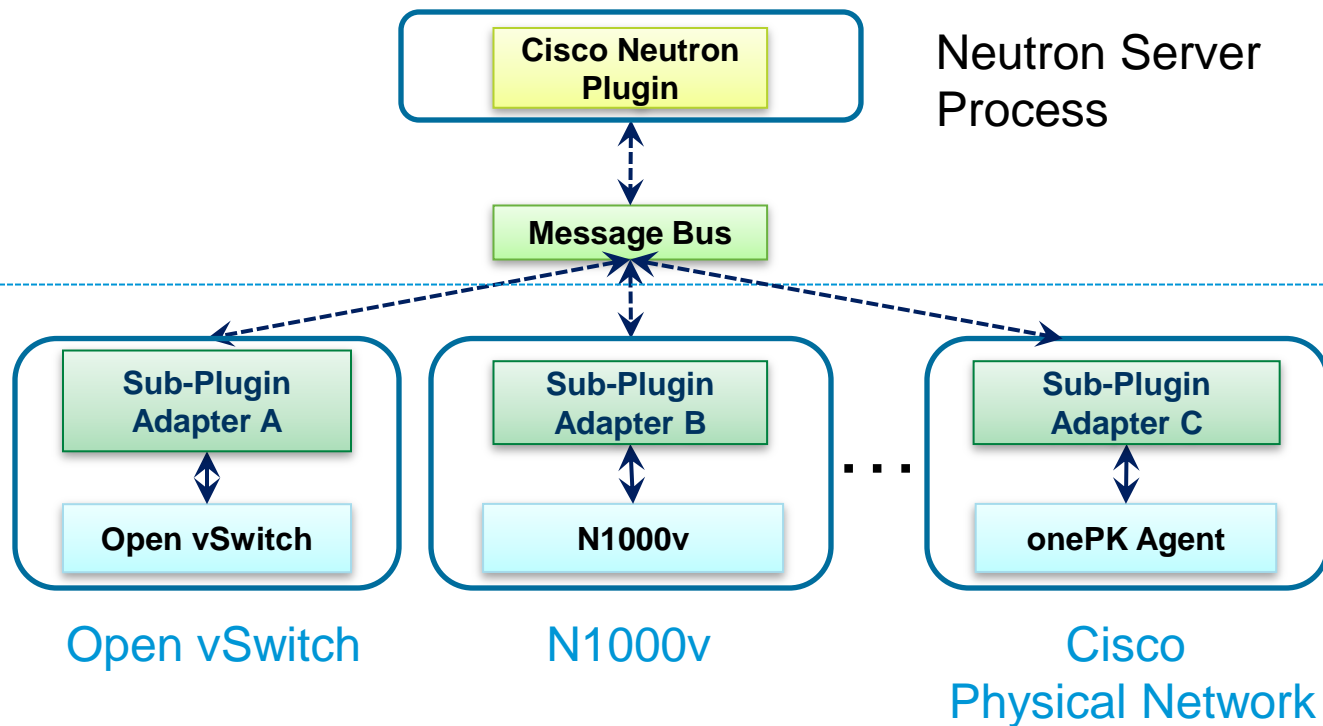 Cisco Neutron
Plugin
Neutron Server
Process
Message Bus
Sub-Plugin
Adapter A
Sub-Plugin
Adapter B
Sub-Plugin
Adapter C
. . .
Open vSwitch
N1000v
onePK Agent
Open vSwitch
N1000v
Cisco
Physical Network